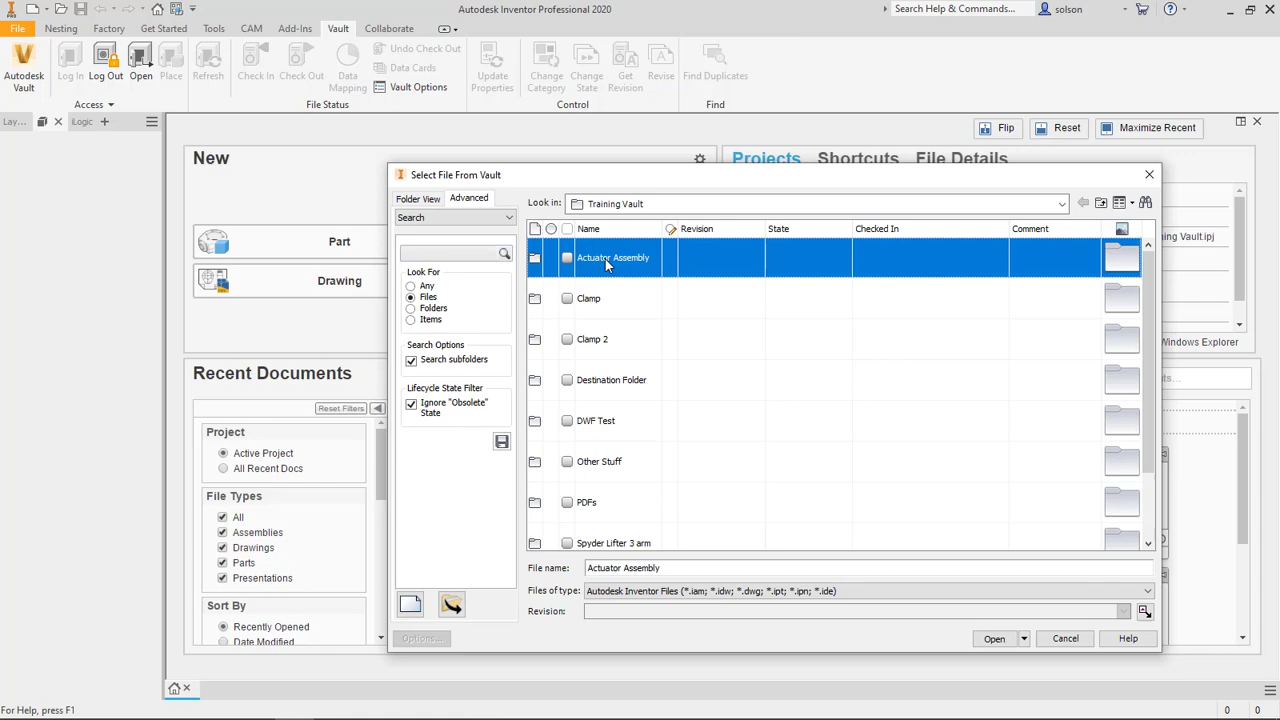 Autodesk Inventor Professional 2020
Search Help & Commands...
solson
File
Nesting
Factory
Get Started
Tools
CAM
Add-Ins
Vault
Collaborate
Autodesk
Vault
Log In
Log Out
Open
Place
Refresh
Check In
Check Out
Data
Mapping
Undo Check Out
Data Cards
Vault Options
Update
Properties
Change
Category
Change
State
Get
Revision
Revise
Find Duplicates
Access
File Status
Control
Find
Lay...
iLogic
Flip
Reset
Maximize Recent
New
Projects
Shortcuts
File Details
Part
Drawing
ng Vault.ipj
Windows Explorer
ts...
Recent Documents
Reset Filters
Project
Active Project
All Recent Docs
File Types
All
Assemblies
Drawings
Parts
Presentations
Sort By
Recently Opened
Date Modified
Select File From Vault
Folder View
Advanced
Look in:
Training Vault
Search
Look For
Any
Files
Folders
Items
Search Options
Search subfolders
Lifecycle State Filter
Ignore "Obsolete"
State
Name
Revision
State
Checked In
Comment
Actuator Assembly
Clamp
Clamp 2
Destination Folder
DWF Test
Other Stuff
PDFs
Spyder Lifter 3 arm
File name:
Actuator Assembly
Files of type:
Autodesk Inventor Files (*.iam; *.idw; *.dwg; *.ipt; *.ipn; *.ide)
Revision:
Options...
Open
Cancel
Help
For Help, press F1
0
0